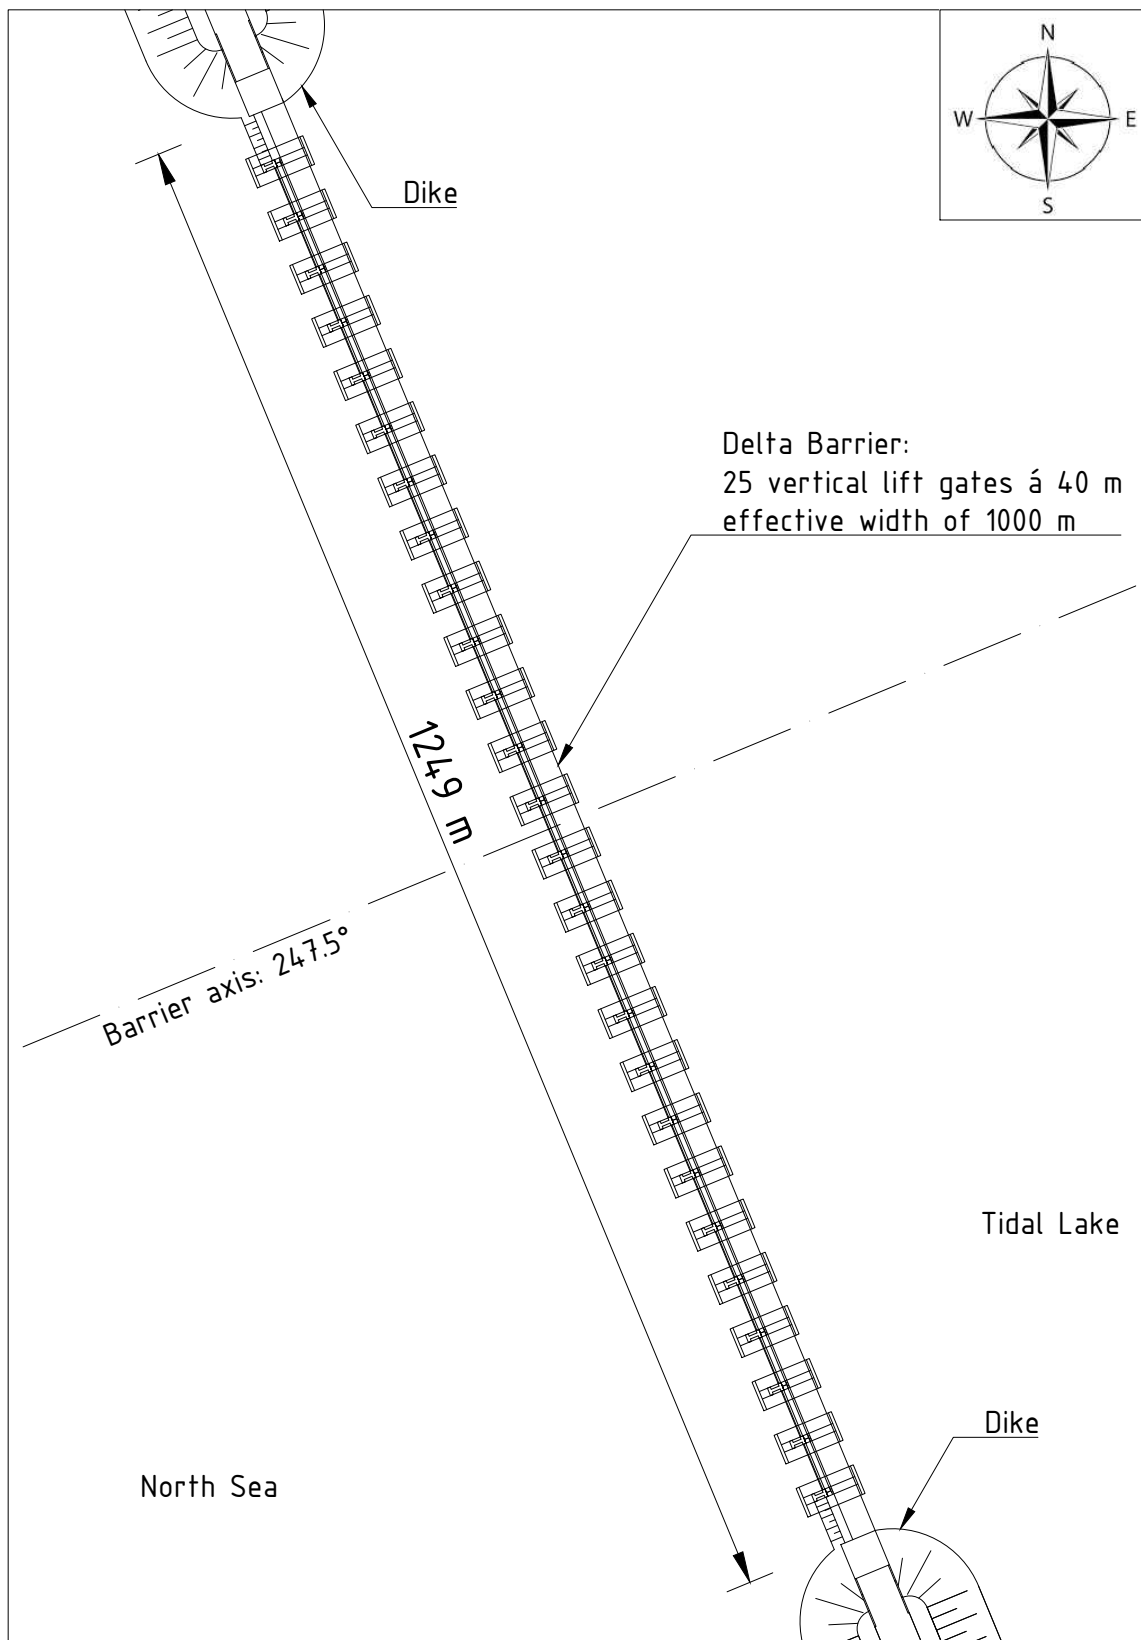 N
W E
S
Dike
Delta Barrier:
25 vertical lift gates á 40 m
effective width of 1000 m
1249 m
Barrier axis: 247.5°
Tidal Lake
Dike
North Sea